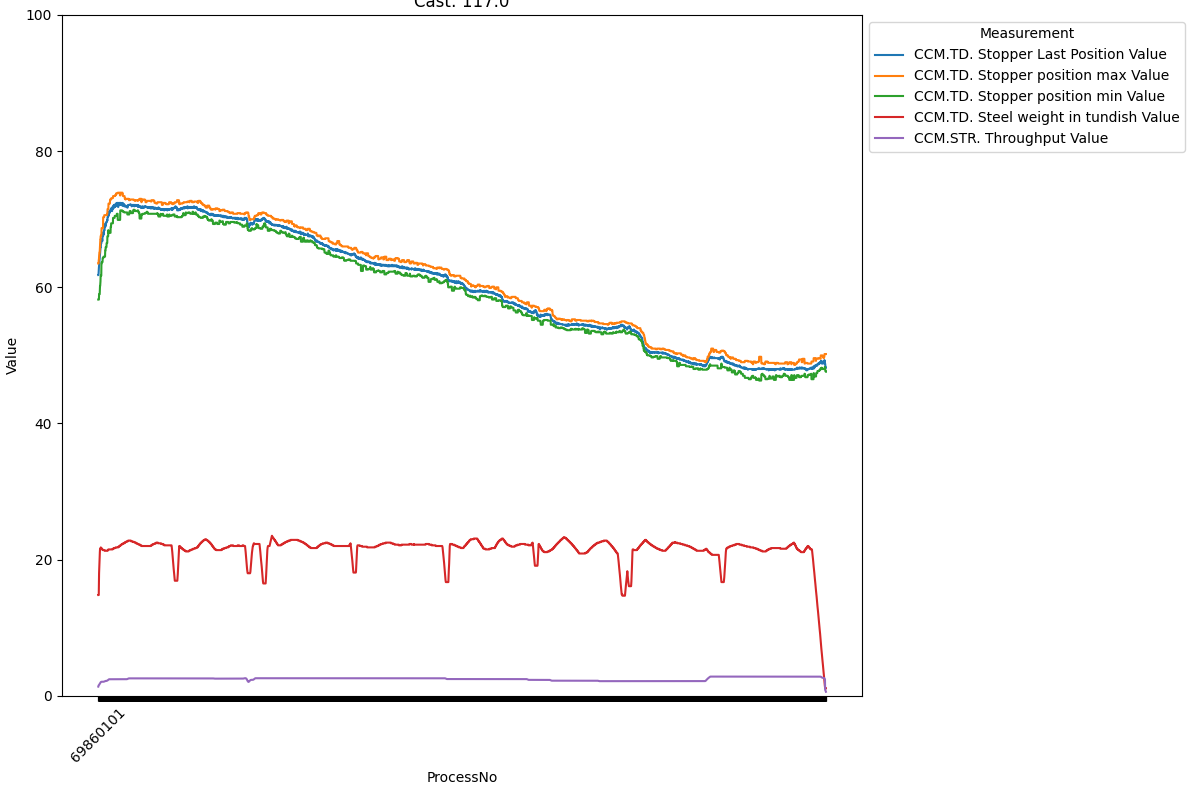 Cast: 117.0
100
80
60
40
20
0
Value
69860101
ProcessNo
Measurement
CCM.TD. Stopper Last Position Value
CCM.TD. Stopper position max Value
CCM.TD. Stopper position min Value
CCM.TD. Steel weight in tundish Value
CCM.STR. Throughput Value